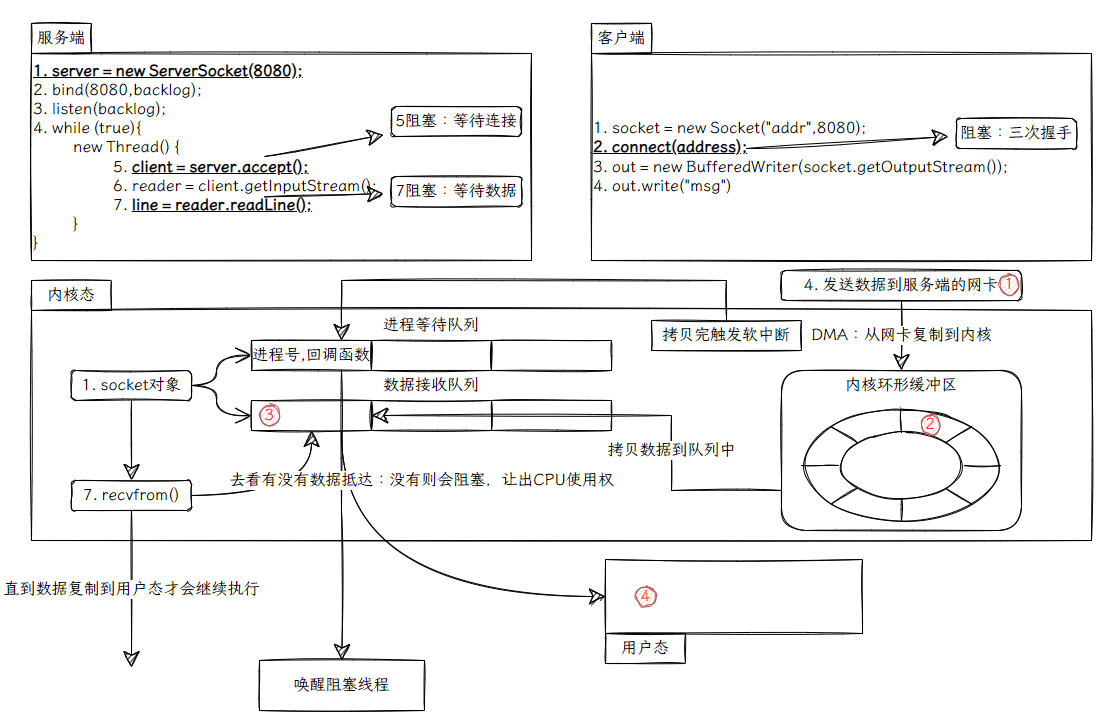 服务端
1. server = new ServerSocket(8080);
2. bind(8080,backlog);
3. listen(backlog);
4. while (true){
new Thread() {
5. client = server.accept();
6. reader = client.getInputStream();
7. line = reader.readLine();
}
}
5阻塞：等待连接
7阻塞：等待数据
客户端
1. socket = new Socket("addr",8080);
2. connect(address);
3. out = new BufferedWriter(socket.getOutputStream());
4. out.write("msg")
阻塞：三次握手
内核态
4. 发送数据到服务端的网卡 ①
进程等待队列
拷贝完触发软中断
DMA：从网卡复制到内核
进程号,回调函数
1. socket对象
数据接收队列
内核环形缓冲区
③
②
拷贝数据到队列中
去看有没有数据抵达：没有则会阻塞，让出CPU使用权
7. recvfrom()
直到数据复制到用户态才会继续执行
④
用户态
唤醒阻塞线程